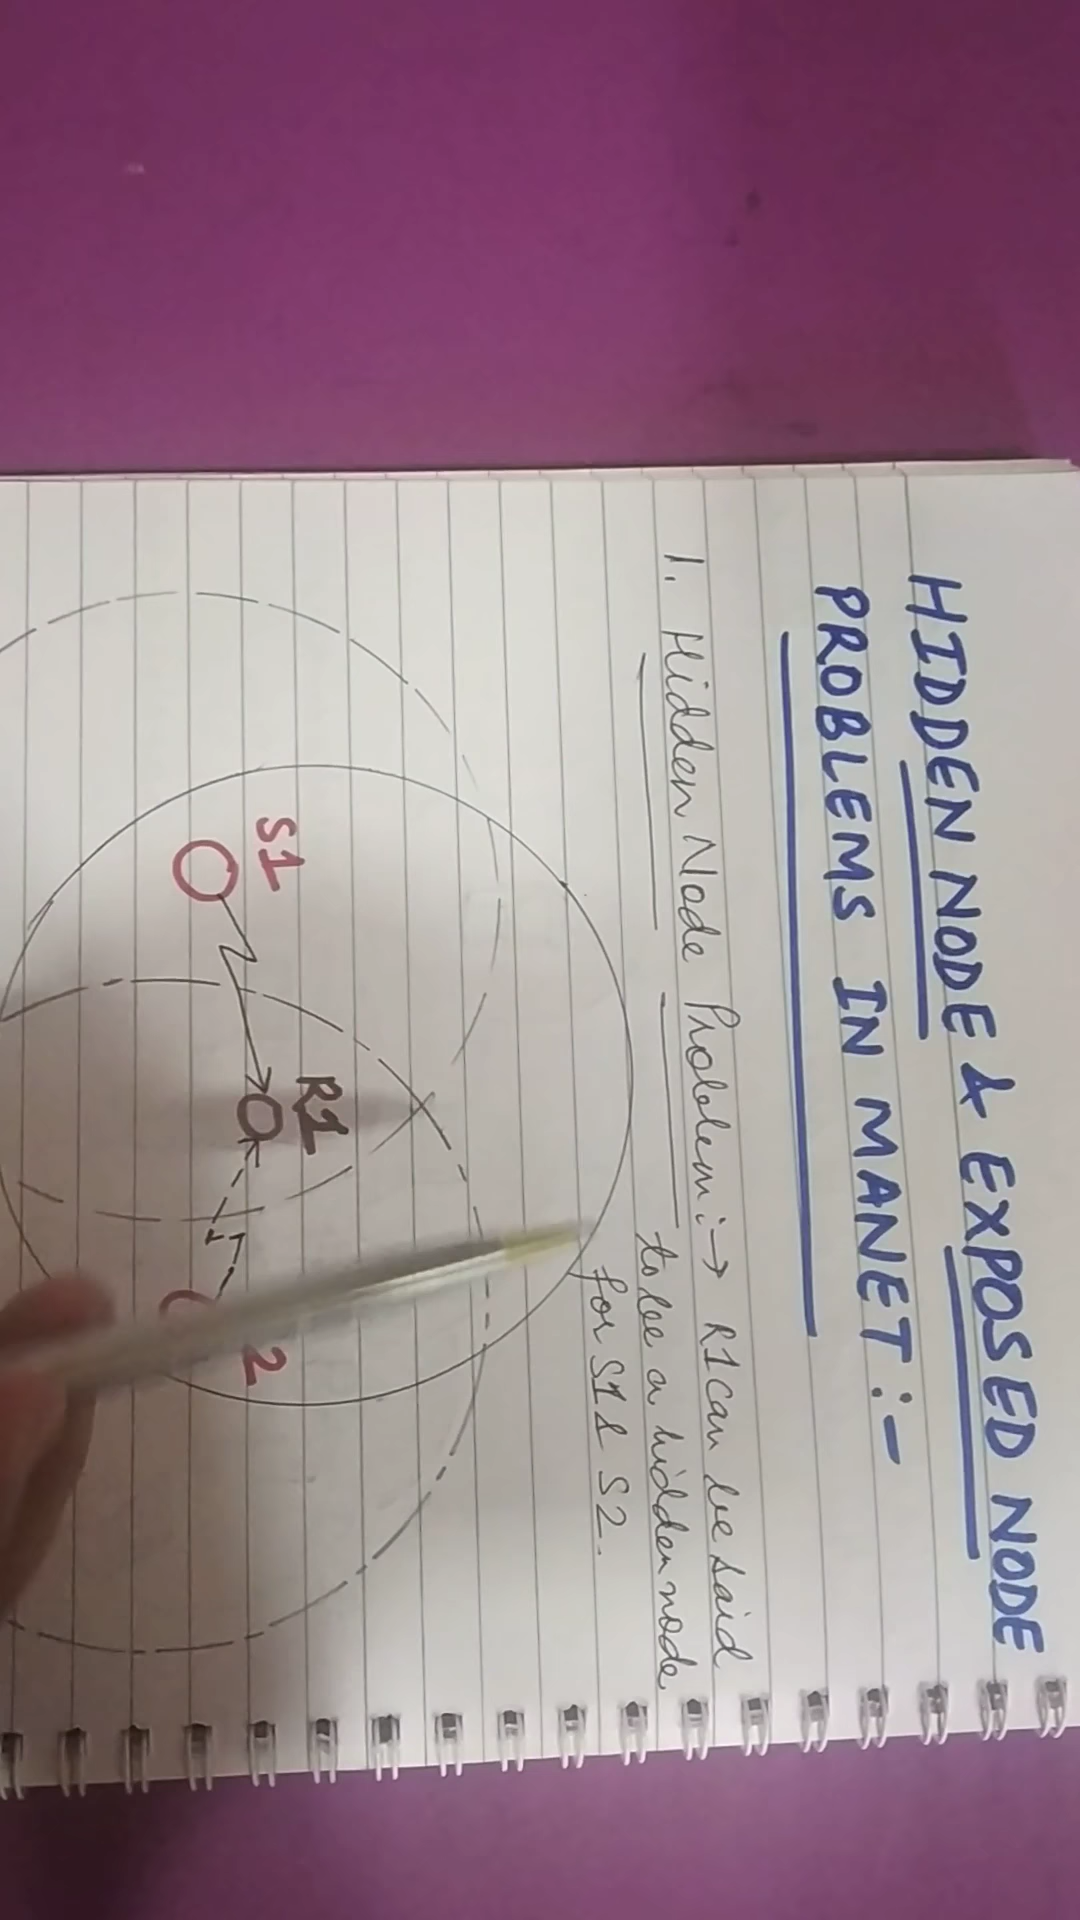 HIDDEN NODE & EXPOSED NODE
PROBLEMS IN MANET :-
1. Hidden Node Problem :→ R1 can be said
to be a hidden node
for S1 & S2.
S1
R1
2